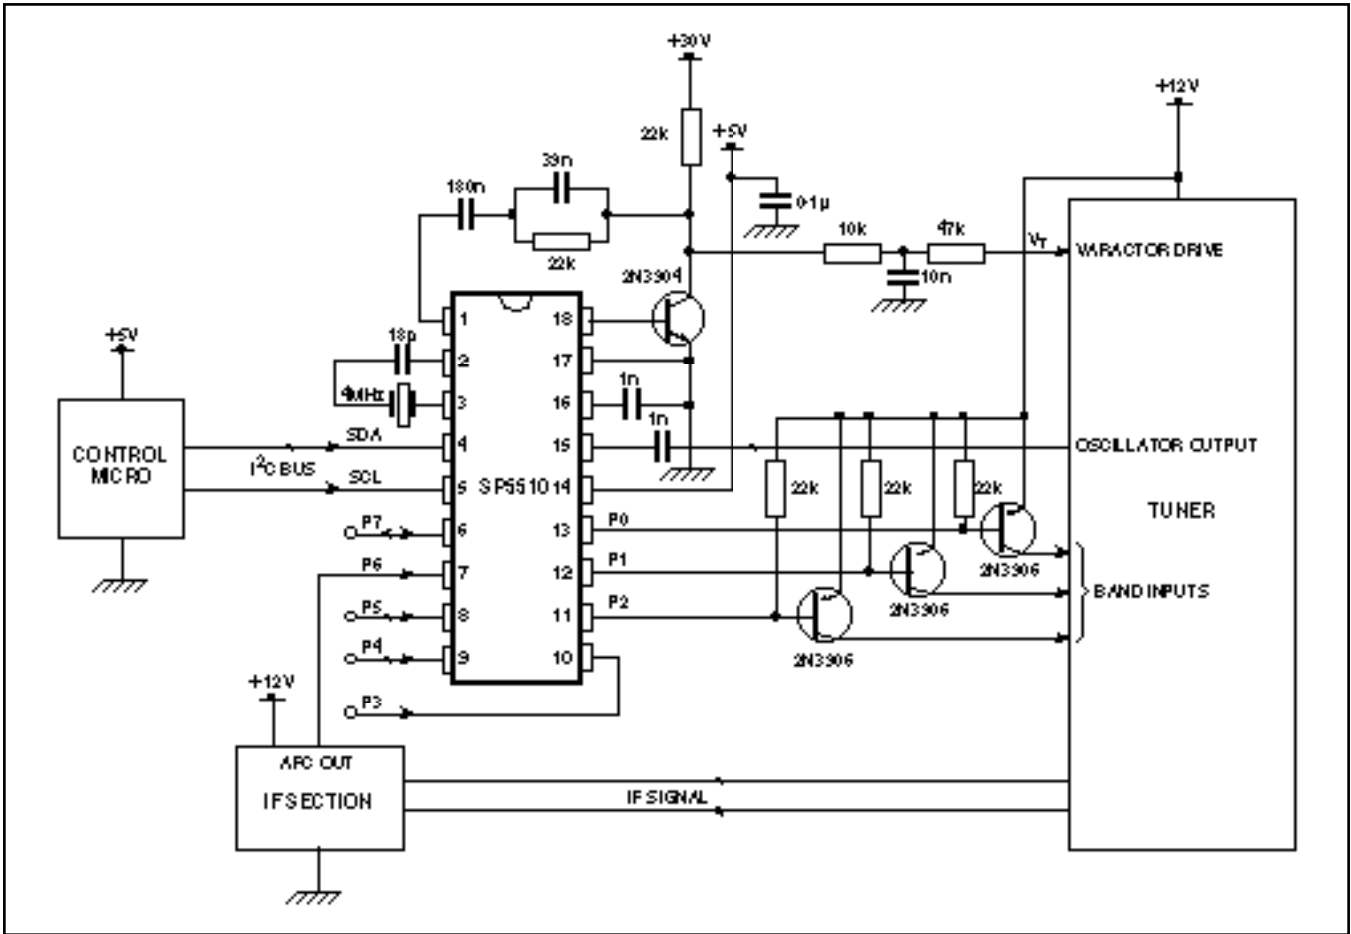 +30V
+12V
22k
+5V
39n
180n
0·1µ
10k
47k
VT
VARACTOR DRIVE
22k
10n
2N3904
+5V
18p
1
18
2
17
4MHz
3
16
1n
1n
CONTROL
MICRO
SDA
4
15
OSCILLATOR OUTPUT
I2C BUS
SCL
5
SP5510
14
22k
22k
22k
TUNER
P7
6
13
P0
P6
7
12
P1
2N3906
BAND INPUTS
P5
8
11
P2
2N3906
P4
9
10
2N3906
+12V
P3
AFC OUT
IF SECTION
IF SIGNAL